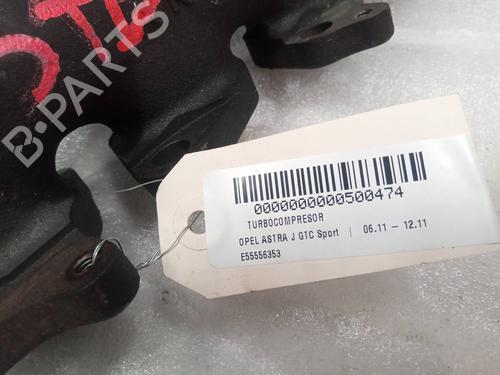 B-PARTS
0000000000500474
TURBOCOMPRESOR
OPEL ASTRA J GTC Sport | 06.11 – 12.11
E55556353